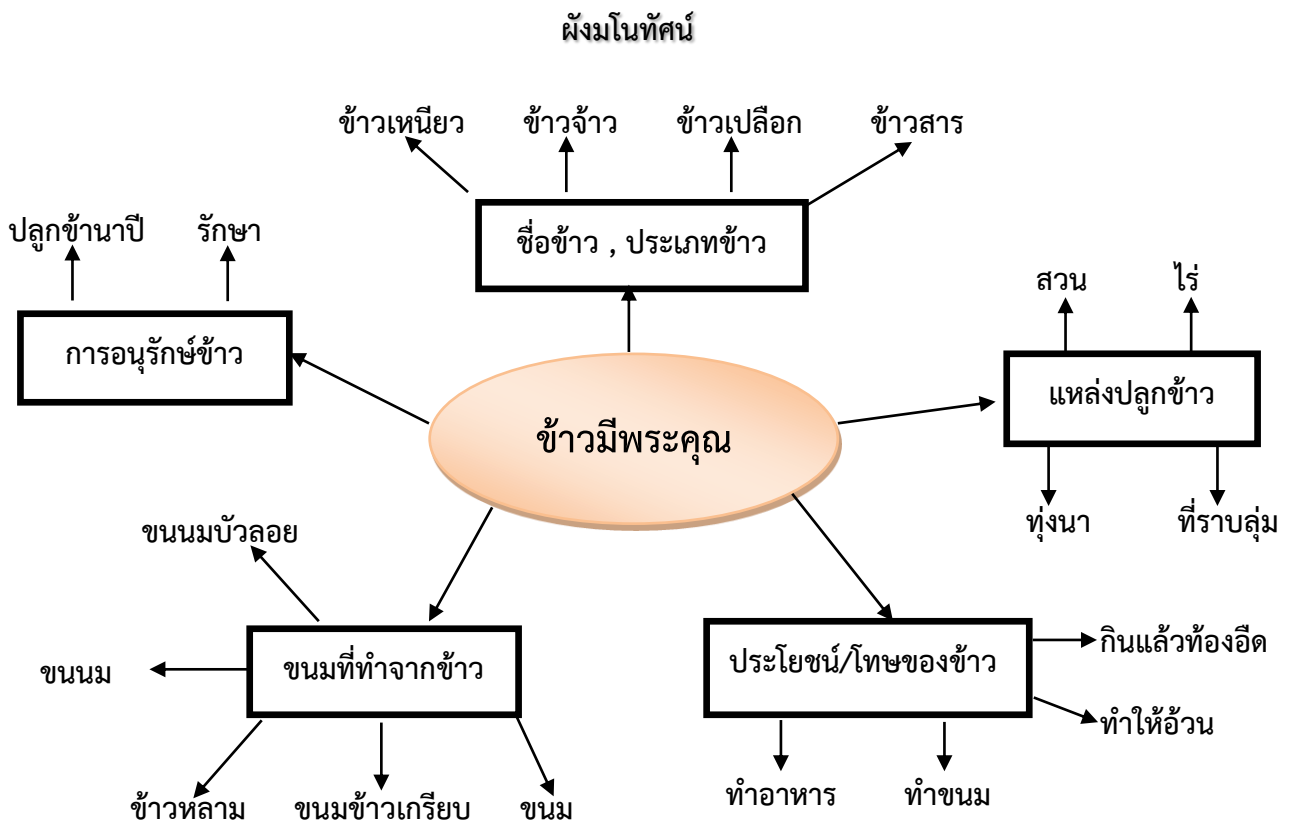 ผังมโนทัศน์
ข้าวเหนียว ข้าวจ้าว ข้าวเปลือก ข้าวสาร
ชื่อข้าว , ประเภทข้าว
ปลูกข้านาปี รักษา
การอนุรักษ์ข้าว
สวน ไร่
แหล่งปลูกข้าว
ทุ่งนา ที่ราบลุ่ม
ข้าวมีพระคุณ
ขนนมบัวลอย
ขนมที่ทำจากข้าว
ขนนม
ข้าวหลาม ขนมข้าวเกรียบ ขนม
ประโยชน์/โทษของข้าว
กินแล้วท้องอืด
ทำให้อ้วน
ทำอาหาร ทำขนม